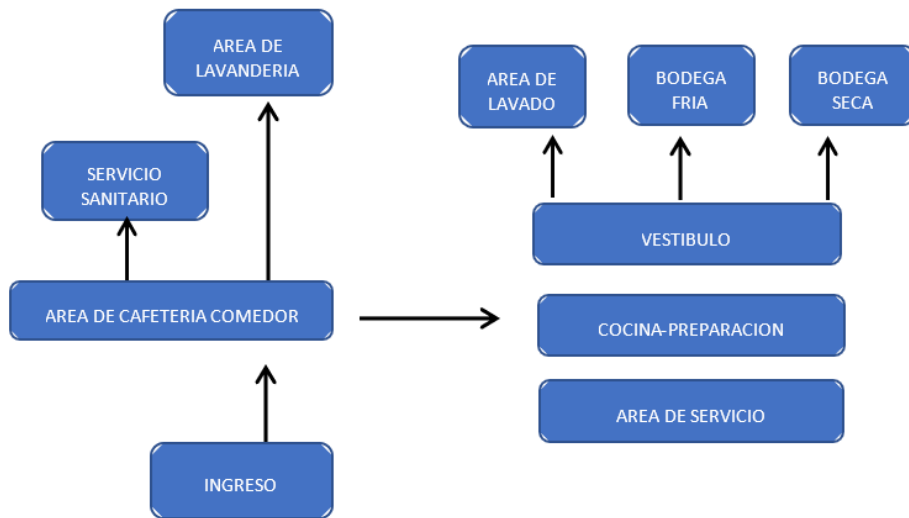 AREA DE
LAVANDERIA
AREA DE
LAVADO
BODEGA
FRIA
BODEGA
SECA
SERVICIO
SANITARIO
VESTIBULO
AREA DE CAFETERIA COMEDOR
COCINA-PREPARACION
AREA DE SERVICIO
INGRESO